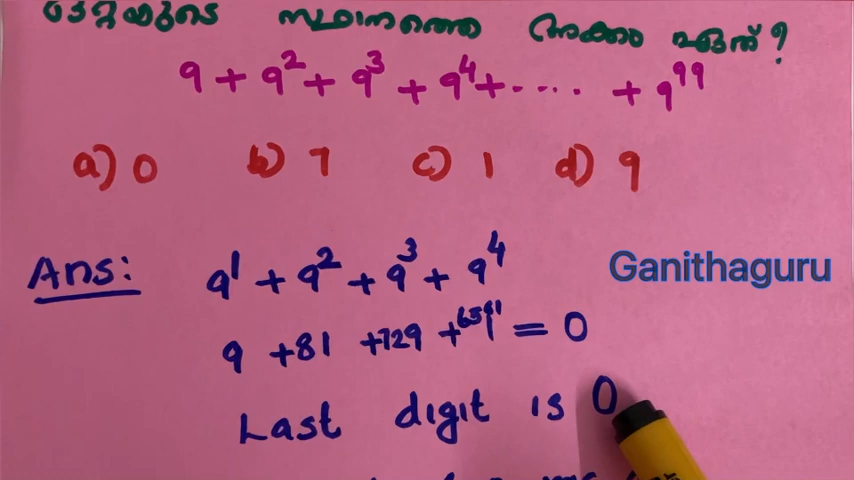 ഒറ്റയുടെ സ്ഥാനത്തെ അക്കം ഏത് ?
9 + 9² + 9³ + 9⁴ + ..... + 9⁹⁹
a) 0 b) 7 c) 1 d) 9
Ans: 9¹ + 9² + 9³ + 9⁴
Ganithaguru
9 + 81 + 729 + 6561 = 0
Last digit is 0